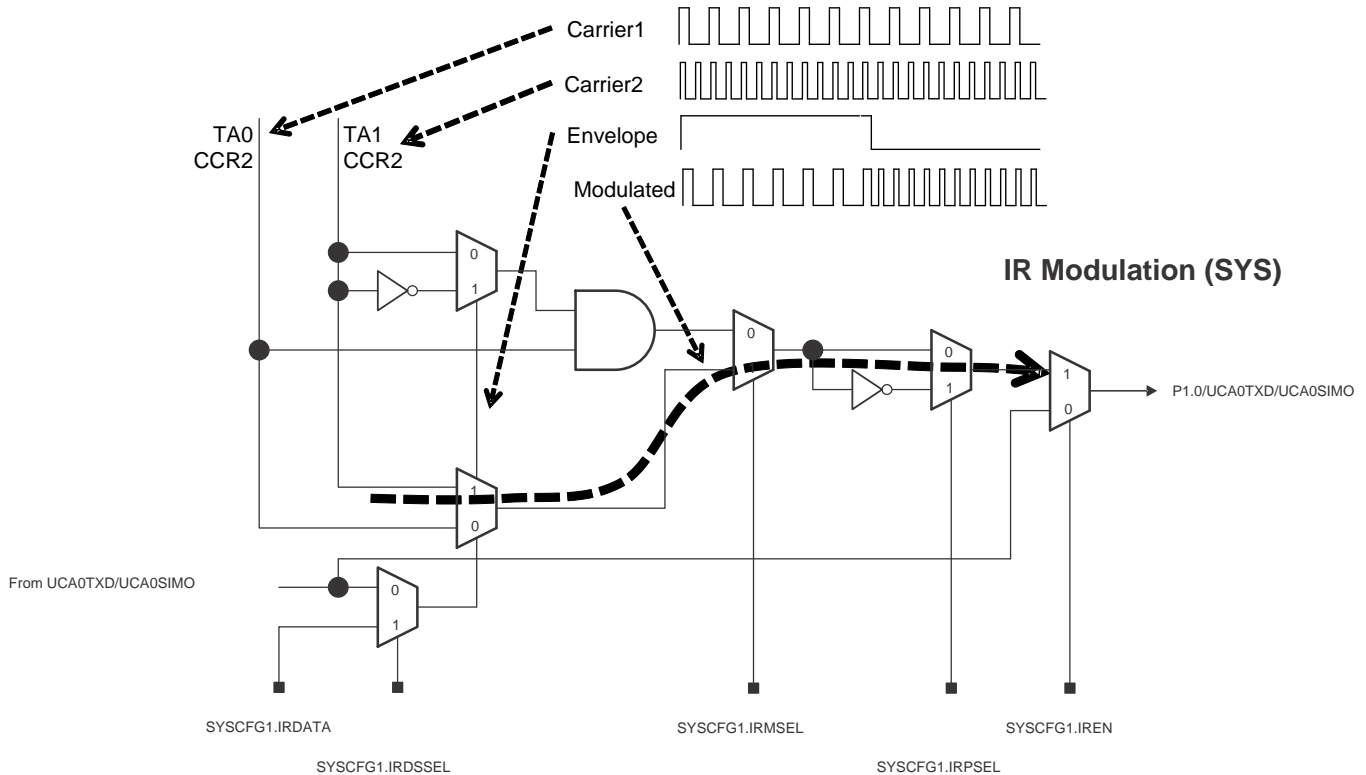 Carrier1
Carrier2
TA0
CCR2
TA1
CCR2
Envelope
Modulated
IR Modulation (SYS)
0
1
0
0
1
1
0
P1.0/UCA0TXD/UCA0SIMO
1
0
From UCA0TXD/UCA0SIMO
0
1
SYSCFG1.IRDATA
SYSCFG1.IRMSEL
SYSCFG1.IREN
SYSCFG1.IRDSSEL
SYSCFG1.IRPSEL